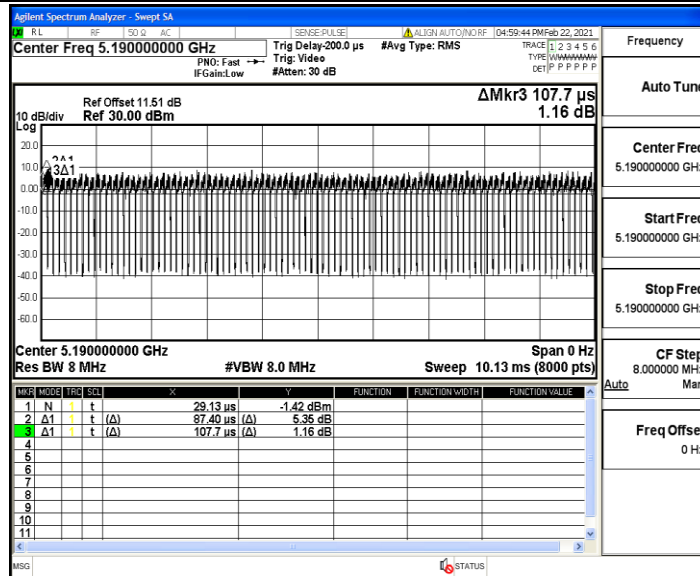 Agilent Spectrum Analyzer - Swept SA
R L RF 50 Ω AC SENSE:PULSE ALIGN AUTO/NO RF 04:59:44 PM Feb 22, 2021
Center Freq 5.190000000 GHz
PNO: Fast
IFGain:Low
Trig Delay-200.0 µs
Trig: Video
#Atten: 30 dB
#Avg Type: RMS
TRACE 1 2 3 4 5 6
TYPE WWWWWW
DET P P P P P P
Frequency
Auto Tune
Center Freq
5.190000000 GHz
Start Freq
5.190000000 GHz
Stop Freq
5.190000000 GHz
CF Step
8.000000 MHz
Auto Man
Freq Offset
0 Hz
ΔMkr3 107.7 µs
1.16 dB
Ref Offset 11.51 dB
10 dB/div Ref 30.00 dBm
Log
20.0
10.0
0.00
-10.0
-20.0
-30.0
-40.0
-50.0
-60.0
2Δ1
3Δ1
Center 5.190000000 GHz Span 0 Hz
Res BW 8 MHz #VBW 8.0 MHz Sweep 10.13 ms (8000 pts)
MKR MODE TRC SCL X Y FUNCTION FUNCTION WIDTH FUNCTION VALUE
1 N 1 t 29.13 µs -1.42 dBm
2 Δ1 1 t (Δ) 87.40 µs (Δ) 5.35 dB
3 Δ1 1 t (Δ) 107.7 µs (Δ) 1.16 dB
4
5
6
7
8
9
10
11
MSG STATUS